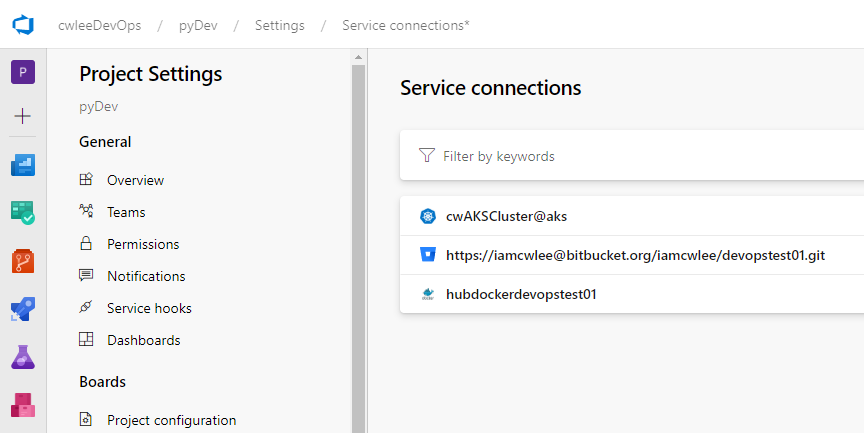 cwleeDevOps / pyDev / Settings / Service connections*
P
Project Settings
pyDev
General
Overview
Teams
Permissions
Notifications
Service hooks
Dashboards
Boards
Project configuration
Service connections
Filter by keywords
cwAKSCluster@aks
https://iamcwlee@bitbucket.org/iamcwlee/devopstest01.git
hubdockerdevopstest01